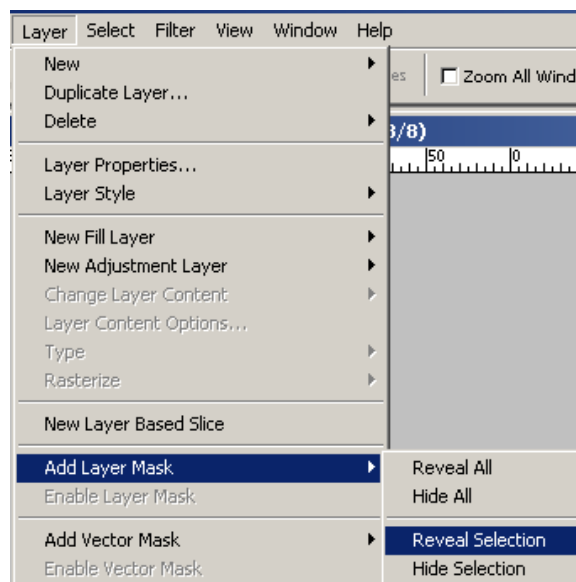 Layer Select Filter View Window Help
New
es Zoom All Wind
Duplicate Layer...
Delete
3/8)
50 0
Layer Properties...
Layer Style
New Fill Layer
New Adjustment Layer
Change Layer Content
Layer Content Options...
Type
Rasterize
New Layer Based Slice
Add Layer Mask
Reveal All
Enable Layer Mask
Hide All
Add Vector Mask
Reveal Selection
Enable Vector Mask
Hide Selection